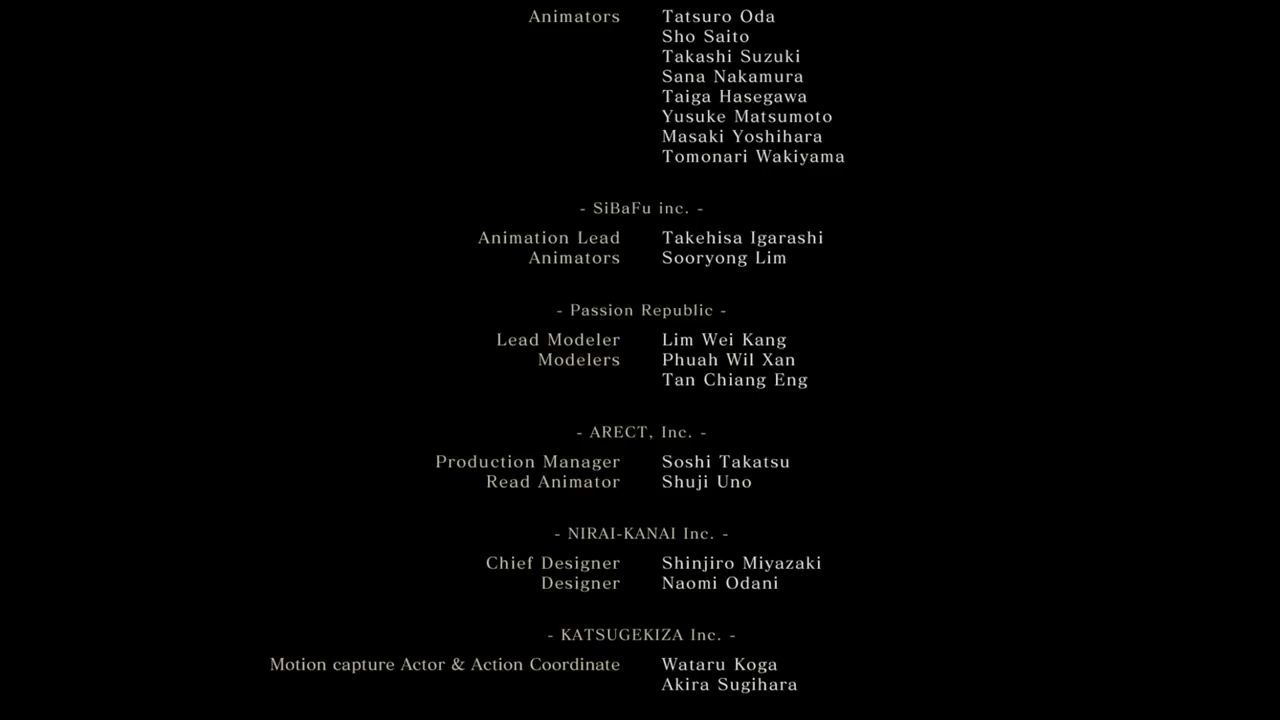 Animators Tatsuro Oda
Sho Saito
Takashi Suzuki
Sana Nakamura
Taiga Hasegawa
Yusuke Matsumoto
Masaki Yoshihara
Tomonari Wakiyama
- SiBaFu inc. -
Animation Lead Takehisa Igarashi
Animators Sooryong Lim
- Passion Republic -
Lead Modeler Lim Wei Kang
Modelers Phuah Wil Xan
Tan Chiang Eng
- ARECT, Inc. -
Production Manager Soshi Takatsu
Read Animator Shuji Uno
- NIRAI-KANAI Inc. -
Chief Designer Shinjiro Miyazaki
Designer Naomi Odani
- KATSUGEKIZA Inc. -
Motion capture Actor & Action Coordinate Wataru Koga
Akira Sugihara